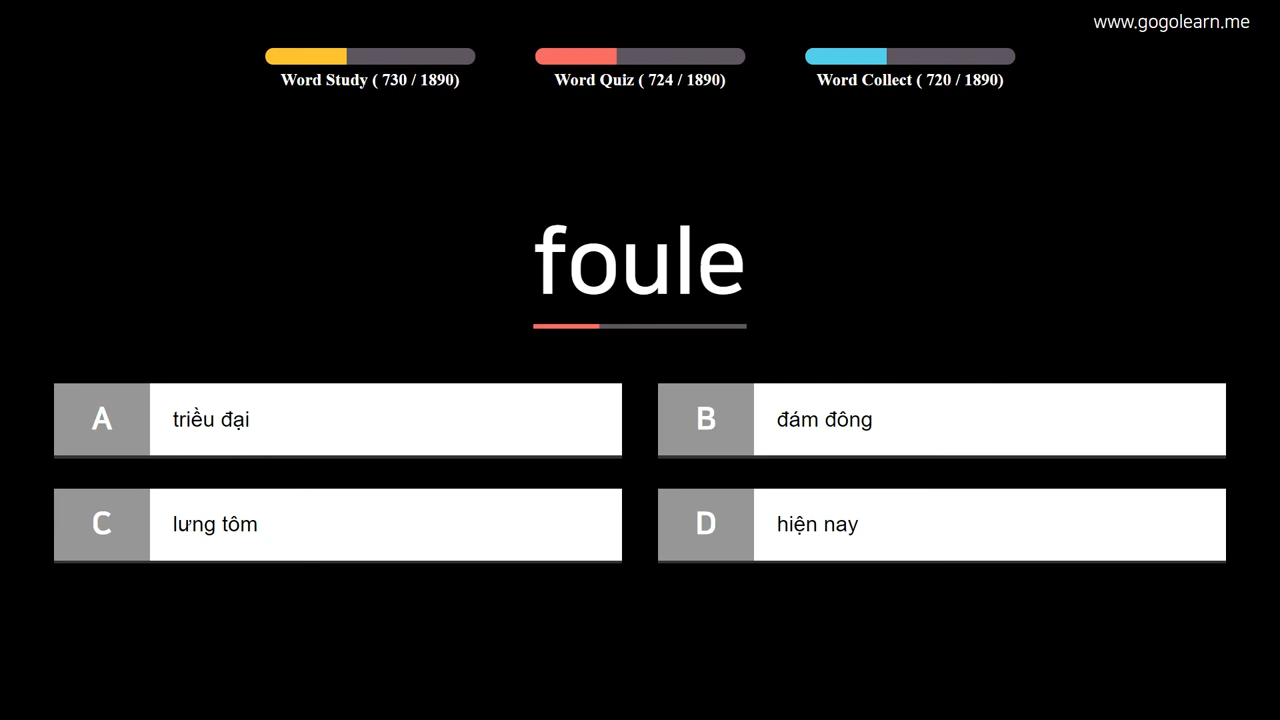 www.gogolearn.me
Word Study ( 730 / 1890)
Word Quiz ( 724 / 1890)
Word Collect ( 720 / 1890)
foule
A triều đại
B đám đông
C lưng tôm
D hiện nay